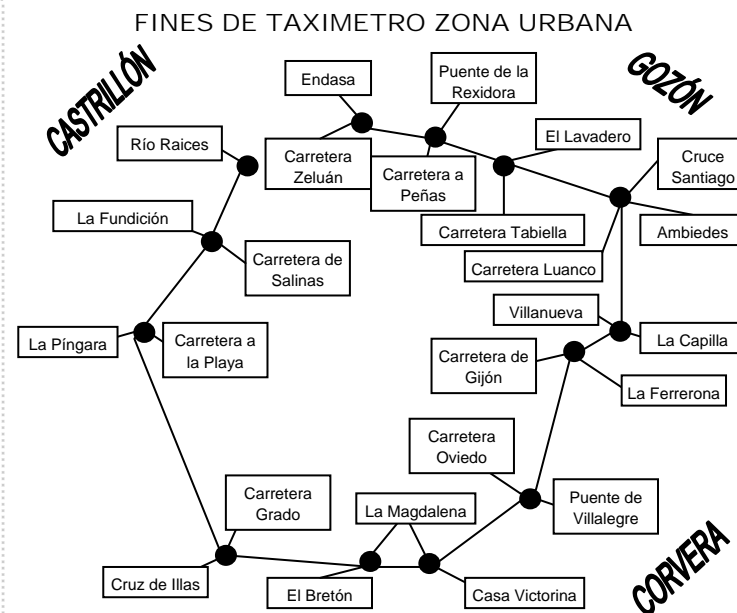 FINES DE TAXIMETRO ZONA URBANA
CASTRILLÓN
GOZÓN
Endasa
Puente de la
Rexidora
Río Raices
Carretera
Zeluán
Carretera a
Peñas
El Lavadero
Cruce
Santiago
La Fundición
Carretera Tabiella
Ambiedes
Carretera de
Salinas
Carretera Luanco
Villanueva
La Píngara
Carretera a
la Playa
Carretera de
Gijón
La Capilla
La Ferrerona
Carretera
Oviedo
Carretera
Grado
La Magdalena
Puente de
Villalegre
Cruz de Illas
El Bretón
Casa Victorina
CORVERA